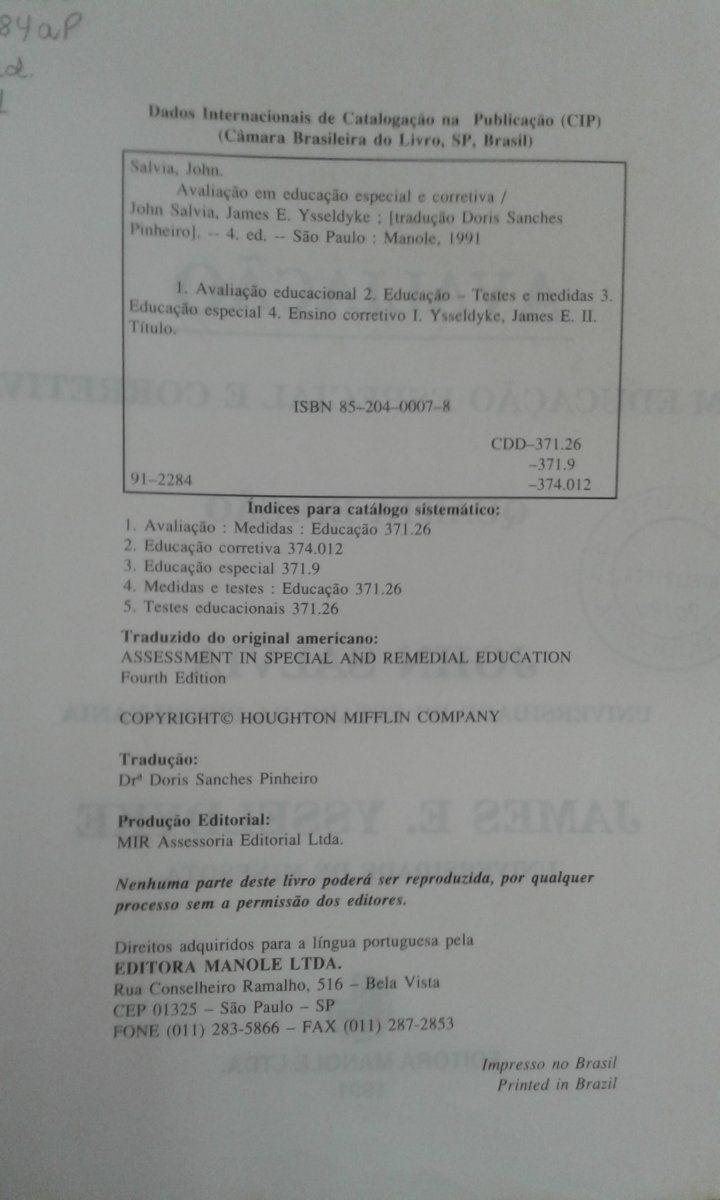 84aP
Dados Internacionais de Catalogação na Publicação (CIP)
(Câmara Brasileira do Livro, SP, Brasil)
Salvia, John.
Avaliação em educação especial e corretiva /
John Salvia, James E. Ysseldyke ; [tradução Doris Sanches
Pinheiro]. -- 4. ed. -- São Paulo : Manole, 1991
1. Avaliação educacional 2. Educação – Testes e medidas 3.
Educação especial 4. Ensino corretivo I. Ysseldyke, James E. II.
Título.
ISBN 85–204–0007–8
CDD–371.26
–371.9
91–2284
–374.012
Índices para catálogo sistemático:
1. Avaliação : Medidas : Educação 371.26
2. Educação corretiva 374.012
3. Educação especial 371.9
4. Medidas e testes : Educação 371.26
5. Testes educacionais 371.26
Traduzido do original americano:
ASSESSMENT IN SPECIAL AND REMEDIAL EDUCATION
Fourth Edition
COPYRIGHT© HOUGHTON MIFFLIN COMPANY
Tradução:
Drª Doris Sanches Pinheiro
Produção Editorial:
MIR Assessoria Editorial Ltda.
Nenhuma parte deste livro poderá ser reproduzida, por qualquer
processo sem a permissão dos editores.
Direitos adquiridos para a língua portuguesa pela
EDITORA MANOLE LTDA.
Rua Conselheiro Ramalho, 516 – Bela Vista
CEP 01325 – São Paulo – SP
FONE (011) 283-5866 – FAX (011) 287-2853
Impresso no Brasil
Printed in Brazil